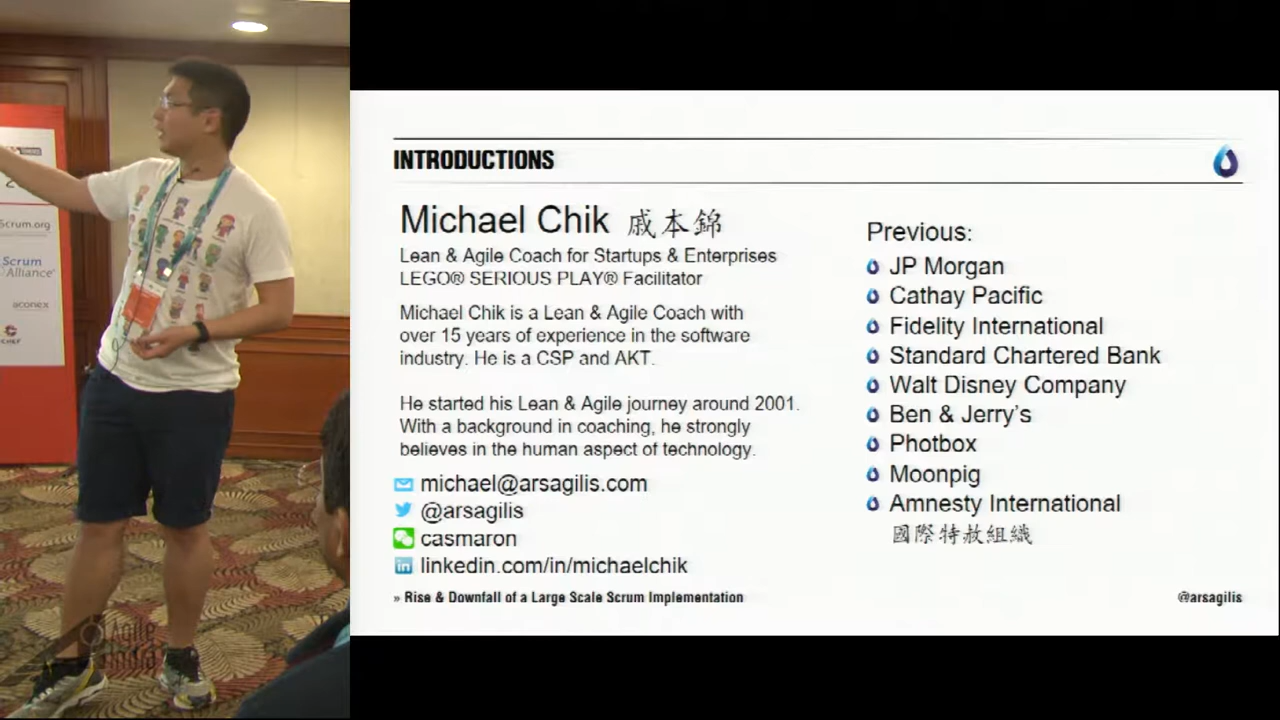 Scrum.org
Scrum
Alliance
aconex
CHEF
Agile
India
INTRODUCTIONS
Michael Chik 戚本錦
Lean & Agile Coach for Startups & Enterprises
LEGO® SERIOUS PLAY® Facilitator
Michael Chik is a Lean & Agile Coach with
over 15 years of experience in the software
industry. He is a CSP and AKT.
He started his Lean & Agile journey around 2001.
With a background in coaching, he strongly
believes in the human aspect of technology.
michael@arsagilis.com
@arsagilis
casmaron
linkedin.com/in/michaelchik
Previous:
JP Morgan
Cathay Pacific
Fidelity International
Standard Chartered Bank
Walt Disney Company
Ben & Jerry's
Photbox
Moonpig
Amnesty International
國際特赦組織
» Rise & Downfall of a Large Scale Scrum Implementation
@arsagilis